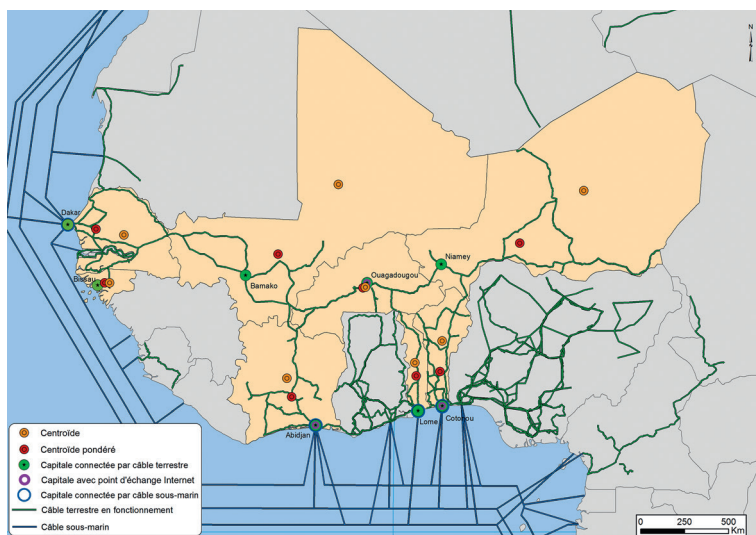 N
Dakar
Bissau
Bamako
Ouagadougou
Niamey
Abidjan
Lome
Cotonou
Centroïde
Centroïde pondéré
Capitale connectée par câble terrestre
Capitale avec point d'échange Internet
Capitale connectée par câble sous-marin
Câble terrestre en fonctionnement
Câble sous-marin
0 250 500
Km